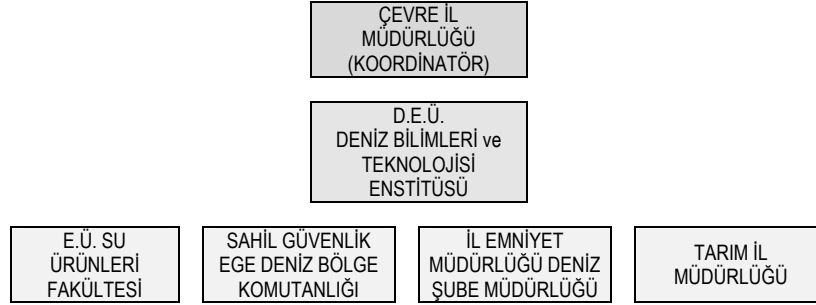 ÇEVRE İL
MÜDÜRLÜĞÜ
(KOORDİNATÖR)
D.E.Ü.
DENİZ BİLİMLERİ ve
TEKNOLOJİSİ
ENSTİTÜSÜ
E.Ü. SU
ÜRÜNLERİ
FAKÜLTESİ
SAHİL GÜVENLİK
EGE DENİZ BÖLGE
KOMUTANLIĞI
İL EMNİYET
MÜDÜRLÜĞÜ DENİZ
ŞUBE MÜDÜRLÜĞÜ
TARIM İL
MÜDÜRLÜĞÜ